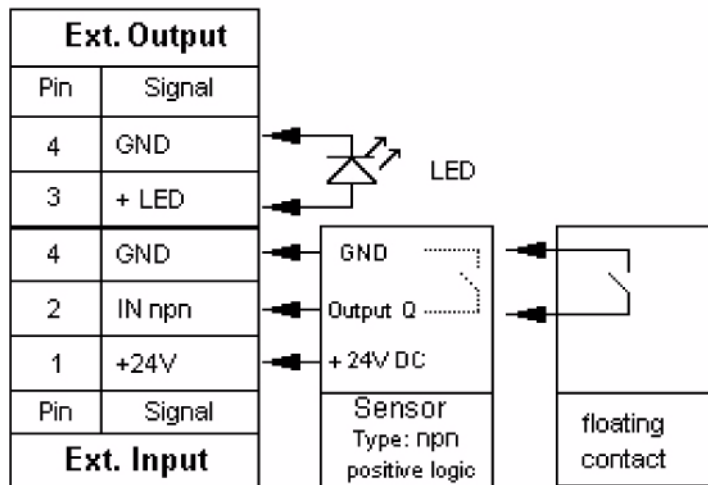 Ext. Output
Pin Signal
4 GND
3 + LED
LED
4 GND
2 IN npn
1 +24V
Pin Signal
Ext. Input
GND
Output Q
+ 24V DC
Sensor
Type: npn
positive logic
floating
contact